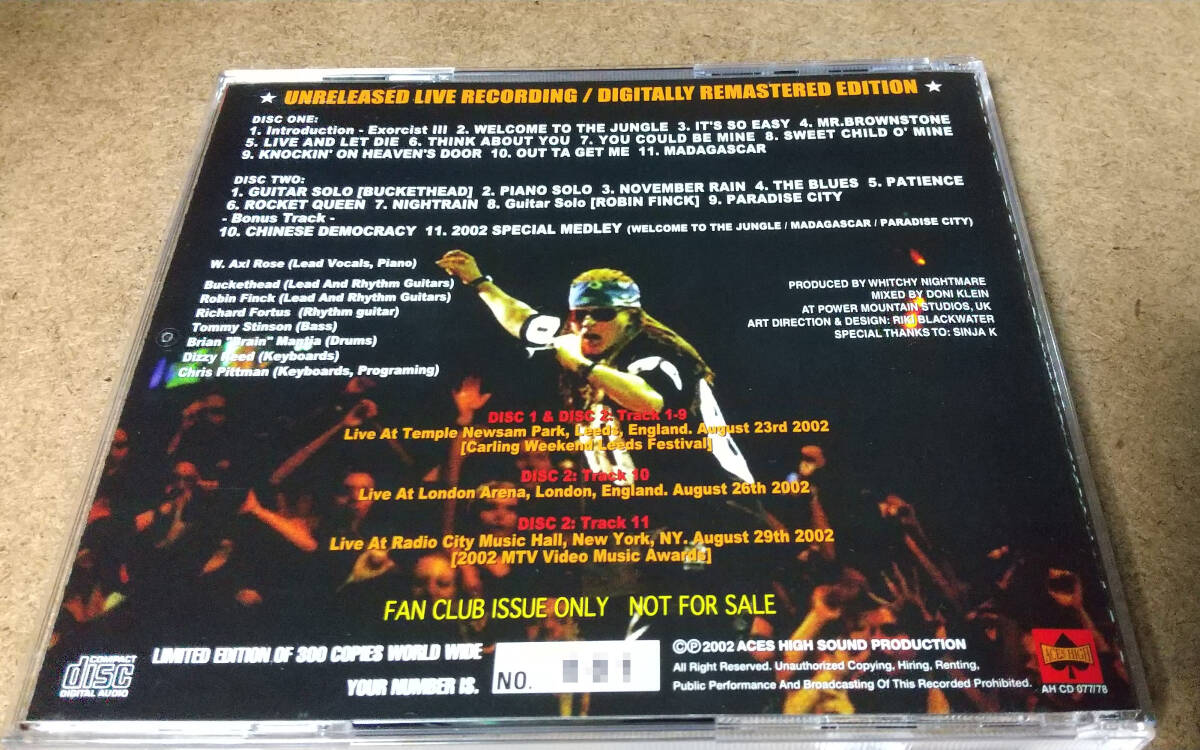 ★ UNRELEASED LIVE RECORDING / DIGITALLY REMASTERED EDITION ★
DISC ONE:
1. Introduction - Exorcist III 2. WELCOME TO THE JUNGLE 3. IT'S SO EASY 4. MR.BROWNSTONE
5. LIVE AND LET DIE 6. THINK ABOUT YOU 7. YOU COULD BE MINE 8. SWEET CHILD O' MINE
9. KNOCKIN' ON HEAVEN'S DOOR 10. OUT TA GET ME 11. MADAGASCAR
DISC TWO:
1. GUITAR SOLO [BUCKETHEAD] 2. PIANO SOLO 3. NOVEMBER RAIN 4. THE BLUES 5. PATIENCE
6. ROCKET QUEEN 7. NIGHTRAIN 8. Guitar Solo [ROBIN FINCK] 9. PARADISE CITY
- Bonus Track -
10. CHINESE DEMOCRACY 11. 2002 SPECIAL MEDLEY (WELCOME TO THE JUNGLE / MADAGASCAR / PARADISE CITY)
W. Axl Rose (Lead Vocals, Piano)
Buckethead (Lead And Rhythm Guitars)
Robin Finck (Lead And Rhythm Guitars)
Richard Fortus (Rhythm guitar)
Tommy Stinson (Bass)
Brian "Brain" Mantia (Drums)
Dizzy Reed (Keyboards)
Chris Pittman (Keyboards, Programing)
PRODUCED BY WHITCHY NIGHTMARE
MIXED BY DONI KLEIN
AT POWER MOUNTAIN STUDIOS, UK
ART DIRECTION & DESIGN: RIKI BLACKWATER
SPECIAL THANKS TO: SINJA K
DISC 1 & DISC 2: Track 1-9
Live At Temple Newsam Park, Leeds, England. August 23rd 2002
[Carling Weekend Leeds Festival]
DISC 2: Track 10
Live At London Arena, London, England. August 26th 2002
DISC 2: Track 11
Live At Radio City Music Hall, New York, NY. August 29th 2002
[2002 MTV Video Music Awards]
FAN CLUB ISSUE ONLY NOT FOR SALE
COMPACT
disc
DIGITAL AUDIO
LIMITED EDITION OF 300 COPIES WORLD WIDE
YOUR NUMBER IS.
NO.
©℗2002 ACES HIGH SOUND PRODUCTION
All Right Reserved. Unauthorized Copying, Hiring, Renting,
Public Performance And Broadcasting Of This Recorded Prohibited.
ACES HIGH
AH CD 077/78